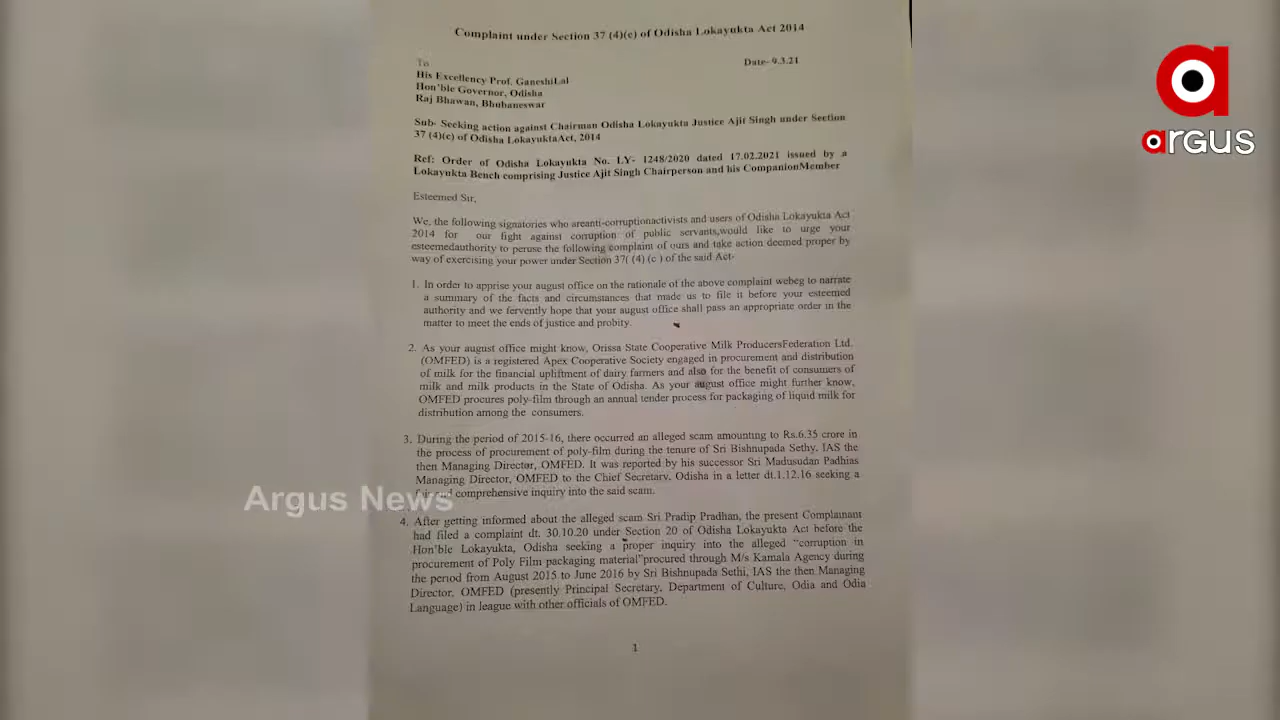 Complaint under Section 37 (4)(c) of Odisha Lokayukta Act 2014
To
Date- 9.3.21
His Excellency Prof. GaneshiLal
Hon'ble Governor, Odisha
Raj Bhawan, Bhubaneswar
Sub- Seeking action against Chairman Odisha Lokayukta Justice Ajit Singh under Section
37 (4)(c) of Odisha LokayuktaAct, 2014
Ref: Order of Odisha Lokayukta No. LY- 1248/2020 dated 17.02.2021 issued by a
Lokayukta Bench comprising Justice Ajit Singh Chairperson and his CompanionMember
Esteemed Sir,
We, the following signatories who areanti-corruptionactivists and users of Odisha Lokayukta Act
2014 for our fight against corruption of public servants,would like to urge your
esteemedauthority to peruse the following complaint of ours and take action deemed proper by
way of exercising your power under Section 37( (4) (c ) of the said Act-
1. In order to apprise your august office on the rationale of the above complaint webeg to narrate
a summary of the facts and circumstances that made us to file it before your esteemed
authority and we fervently hope that your august office shall pass an appropriate order in the
matter to meet the ends of justice and probity.
2. As your august office might know, Orissa State Cooperative Milk ProducersFederation Ltd.
(OMFED) is a registered Apex Cooperative Society engaged in procurement and distribution
of milk for the financial upliftment of dairy farmers and also for the benefit of consumers of
milk and milk products in the State of Odisha. As your august office might further know,
OMFED procures poly-film through an annual tender process for packaging of liquid milk for
distribution among the consumers.
3. During the period of 2015-16, there occurred an alleged scam amounting to Rs.6.35 crore in
the process of procurement of poly-film during the tenure of Sri Bishnupada Sethy, IAS the
then Managing Director, OMFED. It was reported by his successor Sri Madusudan Padhias
Managing Director, OMFED to the Chief Secretary, Odisha in a letter dt.1.12.16 seeking a
fair and comprehensive inquiry into the said scam.
4. After getting informed about the alleged scam Sri Pradip Pradhan, the present Complainant
had filed a complaint dt. 30.10.20 under Section 20 of Odisha Lokayukta Act before the
Hon'ble Lokayukta, Odisha seeking a proper inquiry into the alleged "corruption in
procurement of Poly Film packaging material"procured through M/s Kamala Agency during
the period from August 2015 to June 2016 by Sri Bishnupada Sethi, IAS the then Managing
Director, OMFED (presently Principal Secretary, Department of Culture, Odia and Odia
Language) in league with other officials of OMFED.
1
Argus News
argus